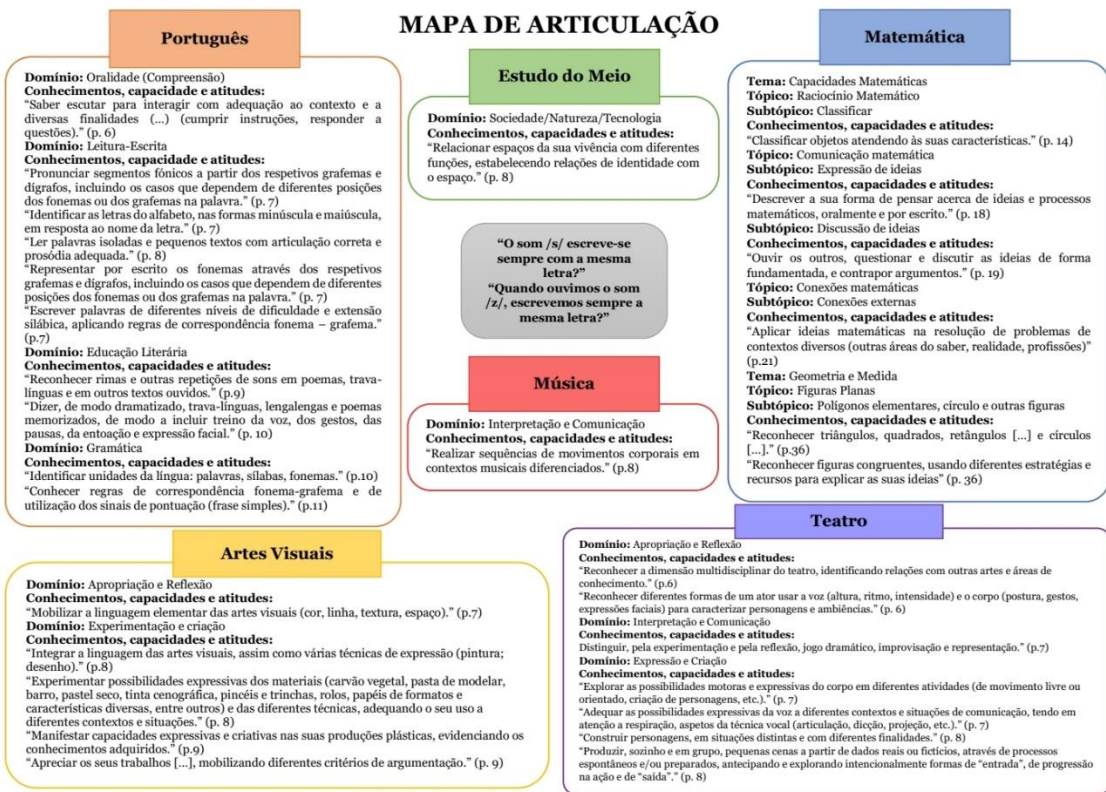 MAPA DE ARTICULAÇÃO
Português
Domínio: Oralidade (Compreensão)
Conhecimentos, capacidade e atitudes:
“Saber escutar para interagir com adequação ao contexto e a
diversas finalidades (…) (cumprir instruções, responder a
questões).” (p. 6)
Domínio: Leitura-Escrita
Conhecimentos, capacidade e atitudes:
“Pronunciar segmentos fónicos a partir dos respetivos grafemas e
dígrafos, incluindo os casos que dependem de diferentes posições
dos fonemas ou dos grafemas na palavra.” (p. 7)
“Identificar as letras do alfabeto, nas formas minúscula e maiúscula,
em resposta ao nome da letra.” (p. 7)
“Ler palavras isoladas e pequenos textos com articulação correta e
prosódia adequada.” (p. 8)
“Representar por escrito os fonemas através dos respetivos
grafemas e dígrafos, incluindo os casos que dependem de diferentes
posições dos fonemas ou dos grafemas na palavra.” (p. 7)
“Escrever palavras de diferentes níveis de dificuldade e extensão
silábica, aplicando regras de correspondência fonema – grafema.”
(p.7)
Domínio: Educação Literária
Conhecimentos, capacidade e atitudes:
“Reconhecer rimas e outras repetições de sons em poemas, trava-
línguas e em outros textos ouvidos.” (p.9)
“Dizer, de modo dramatizado, trava-línguas, lengalengas e poemas
memorizados, de modo a incluir treino da voz, dos gestos, das
pausas, da entoação e expressão facial.” (p. 10)
Domínio: Gramática
Conhecimentos, capacidade e atitudes:
“Identificar unidades da língua: palavras, sílabas, fonemas.” (p.10)
“Conhecer regras de correspondência fonema-grafema e de
utilização dos sinais de pontuação (frase simples).” (p.11)
Estudo do Meio
Domínio: Sociedade/Natureza/Tecnologia
Conhecimentos, capacidades e atitudes:
“Relacionar espaços da sua vivência com diferentes
funções, estabelecendo relações de identidade com
o espaço.” (p. 8)
“O som /s/ escreve-se
sempre com a mesma
letra?”
“Quando ouvimos o som
/z/, escrevemos sempre a
mesma letra?”
Música
Domínio: Interpretação e Comunicação
Conhecimentos, capacidades e atitudes:
“Realizar sequências de movimentos corporais em
contextos musicais diferenciados.” (p.8)
Matemática
Tema: Capacidades Matemáticas
Tópico: Raciocínio Matemático
Subtópico: Classificar
Conhecimentos, capacidades e atitudes:
“Classificar objetos atendendo às suas características.” (p. 14)
Tópico: Comunicação matemática
Subtópico: Expressão de ideias
Conhecimentos, capacidades e atitudes:
“Descrever a sua forma de pensar acerca de ideias e processos
matemáticos, oralmente e por escrito.” (p. 18)
Subtópico: Discussão de ideias
Conhecimentos, capacidades e atitudes:
“Ouvir os outros, questionar e discutir as ideias de forma
fundamentada, e contrapor argumentos.” (p. 19)
Tópico: Conexões matemáticas
Subtópico: Conexões externas
Conhecimentos, capacidades e atitudes:
“Aplicar ideias matemáticas na resolução de problemas de
contextos diversos (outras áreas do saber, realidade, profissões)”
(p.21)
Tema: Geometria e Medida
Tópico: Figuras Planas
Subtópico: Polígonos elementares, círculo e outras figuras
Conhecimentos, capacidades e atitudes:
“Reconhecer triângulos, quadrados, retângulos [...] e círculos
[...].” (p.36)
“Reconhecer figuras congruentes, usando diferentes estratégias e
recursos para explicar as suas ideias” (p. 36)
Artes Visuais
Domínio: Apropriação e Reflexão
Conhecimentos, capacidades e atitudes:
“Mobilizar a linguagem elementar das artes visuais (cor, linha, textura, espaço).” (p.7)
Domínio: Experimentação e criação
Conhecimentos, capacidades e atitudes:
“Integrar a linguagem das artes visuais, assim como várias técnicas de expressão (pintura;
desenho).” (p.8)
“Experimentar possibilidades expressivas dos materiais (carvão vegetal, pasta de modelar,
barro, pastel seco, tinta cenográfica, pincéis e trinchas, rolos, papéis de formatos e
características diversas, entre outros) e das diferentes técnicas, adequando o seu uso a
diferentes contextos e situações.” (p. 8)
“Manifestar capacidades expressivas e criativas nas suas produções plásticas, evidenciando os
conhecimentos adquiridos.” (p.9)
“Apreciar os seus trabalhos [...], mobilizando diferentes critérios de argumentação.” (p. 9)
Teatro
Domínio: Apropriação e Reflexão
Conhecimentos, capacidades e atitudes:
“Reconhecer a dimensão multidisciplinar do teatro, identificando relações com outras artes e áreas de
conhecimento.” (p.6)
“Reconhecer diferentes formas de um ator usar a voz (altura, ritmo, intensidade) e o corpo (postura, gestos,
expressões faciais) para caracterizar personagens e ambiências.” (p. 6)
Domínio: Interpretação e Comunicação
Conhecimentos, capacidades e atitudes:
Distinguir, pela experimentação e pela reflexão, jogo dramático, improvisação e representação.” (p.7)
Domínio: Expressão e Criação
Conhecimentos, capacidades e atitudes:
“Explorar as possibilidades motoras e expressivas do corpo em diferentes atividades (de movimento livre ou
orientado, criação de personagens, etc.).” (p. 7)
“Adequar as possibilidades expressivas da voz a diferentes contextos e situações de comunicação, tendo em
atenção a respiração, aspetos da técnica vocal (articulação, dicção, projeção, etc.).” (p. 7)
“Construir personagens, em situações distintas e com diferentes finalidades.” (p. 8)
“Produzir, sozinho e em grupo, pequenas cenas a partir de dados reais ou fictícios, através de processos
espontâneos e/ou preparados, antecipando e explorando intencionalmente formas de “entrada”, de progressão
na ação e de “saída”.” (p. 8)